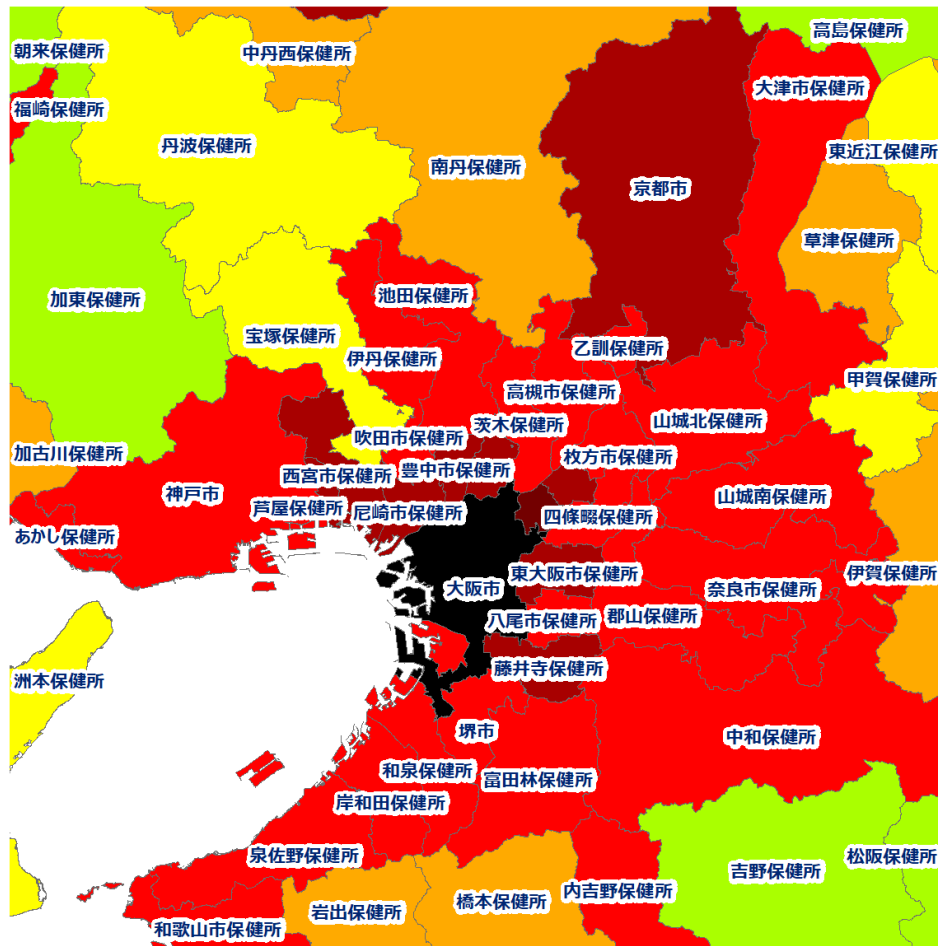 高島保健所
朝来保健所
中丹西保健所
大津市保健所
福崎保健所
丹波保健所
東近江保健所
南丹保健所
京都市
草津保健所
池田保健所
加東保健所
宝塚保健所
乙訓保健所
伊丹保健所
甲賀保健所
高槻市保健所
山城北保健所
茨木保健所
吹田市保健所
加古川保健所
枚方市保健所
豊中市保健所
西宮市保健所
神戸市
山城南保健所
芦屋保健所
尼崎市保健所
四條畷保健所
あかし保健所
東大阪市保健所
伊賀保健所
大阪市
奈良市保健所
八尾市保健所
郡山保健所
藤井寺保健所
洲本保健所
堺市
中和保健所
和泉保健所
富田林保健所
岸和田保健所
泉佐野保健所
松阪保健所
吉野保健所
内吉野保健所
橋本保健所
岩出保健所
和歌山市保健所